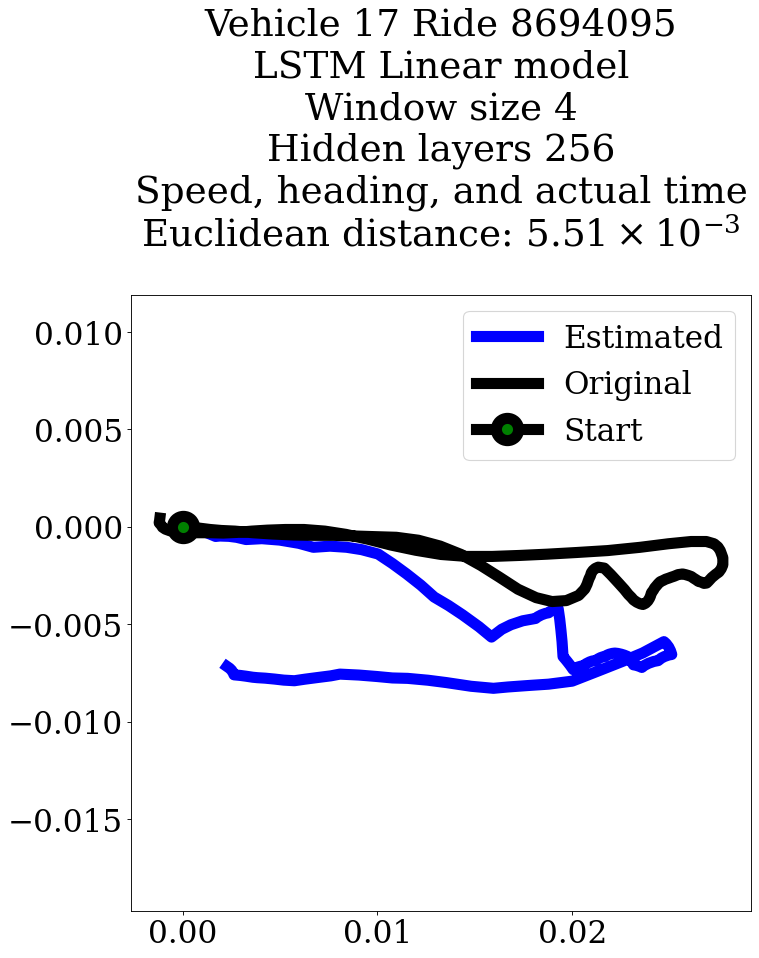 Vehicle 17 Ride 8694095
LSTM Linear model
Window size 4
Hidden layers 256
Speed, heading, and actual time
Euclidean distance: 5.51 × 10⁻³
Estimated
Original
Start
0.010
0.005
0.000
−0.005
−0.010
−0.015
0.00 0.01 0.02